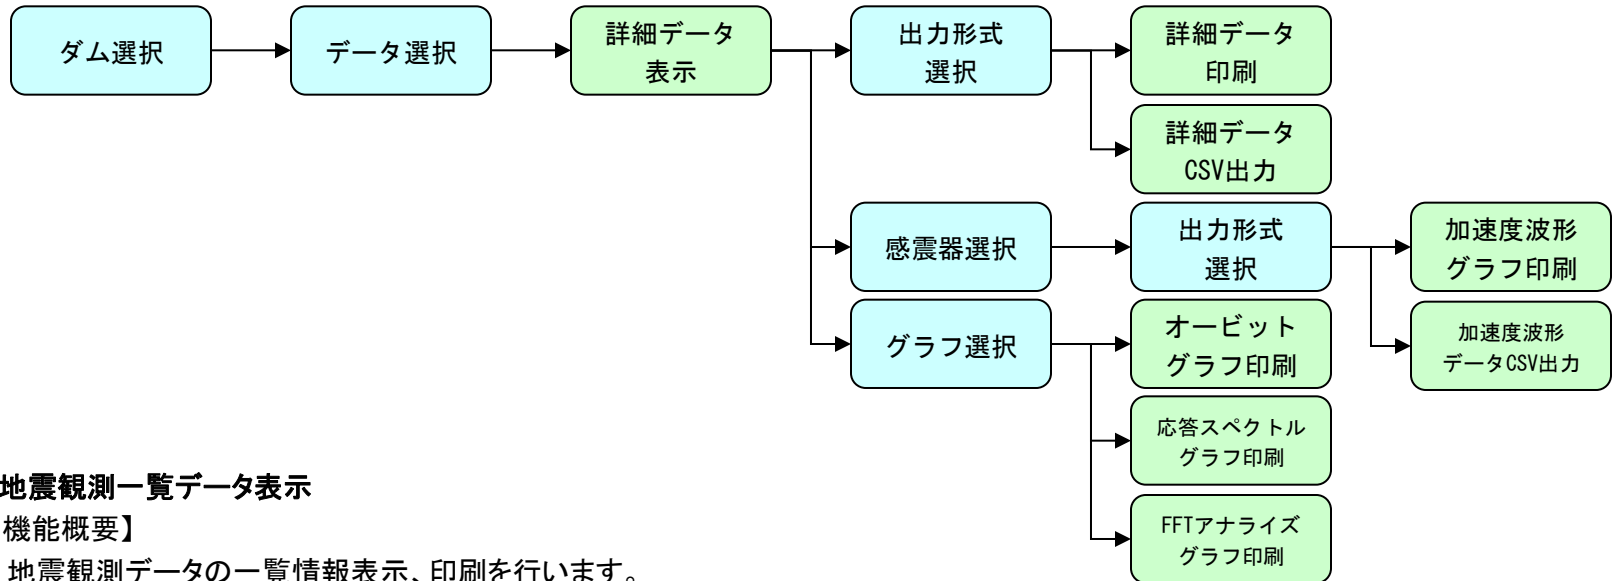 ダム選択
データ選択
詳細データ
表示
出力形式
選択
詳細データ
印刷
詳細データ
CSV出力
感震器選択
出力形式
選択
加速度波形
グラフ印刷
加速度波形
データCSV出力
グラフ選択
オービット
グラフ印刷
応答スペクトル
グラフ印刷
FFTアナライズ
グラフ印刷
地震観測一覧データ表示
機能概要】
地震観測データの一覧情報表示、印刷を行います。